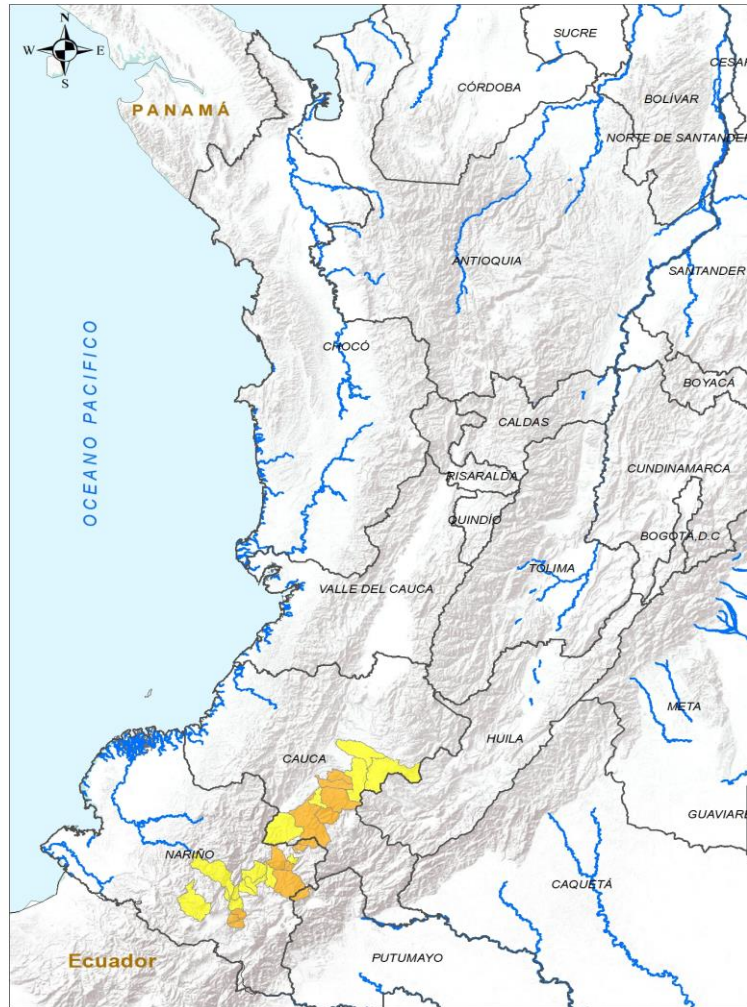 N
W E
S
SUCRE
CESAR
CÓRDOBA
BOLÍVAR
PANAMÁ
NORTE DE SANTANDER
ANTIOQUIA
SANTANDER
OCEANO PACIFICO
CHOCÓ
BOYACÁ
CALDAS
RISARALDA
CUNDINAMARCA
QUINDÍO
BOGOTÁ, D.C
TOLIMA
VALLE DEL CAUCA
META
HUILA
CAUCA
GUAVIARE
NARIÑO
CAQUETÁ
Ecuador
PUTUMAYO